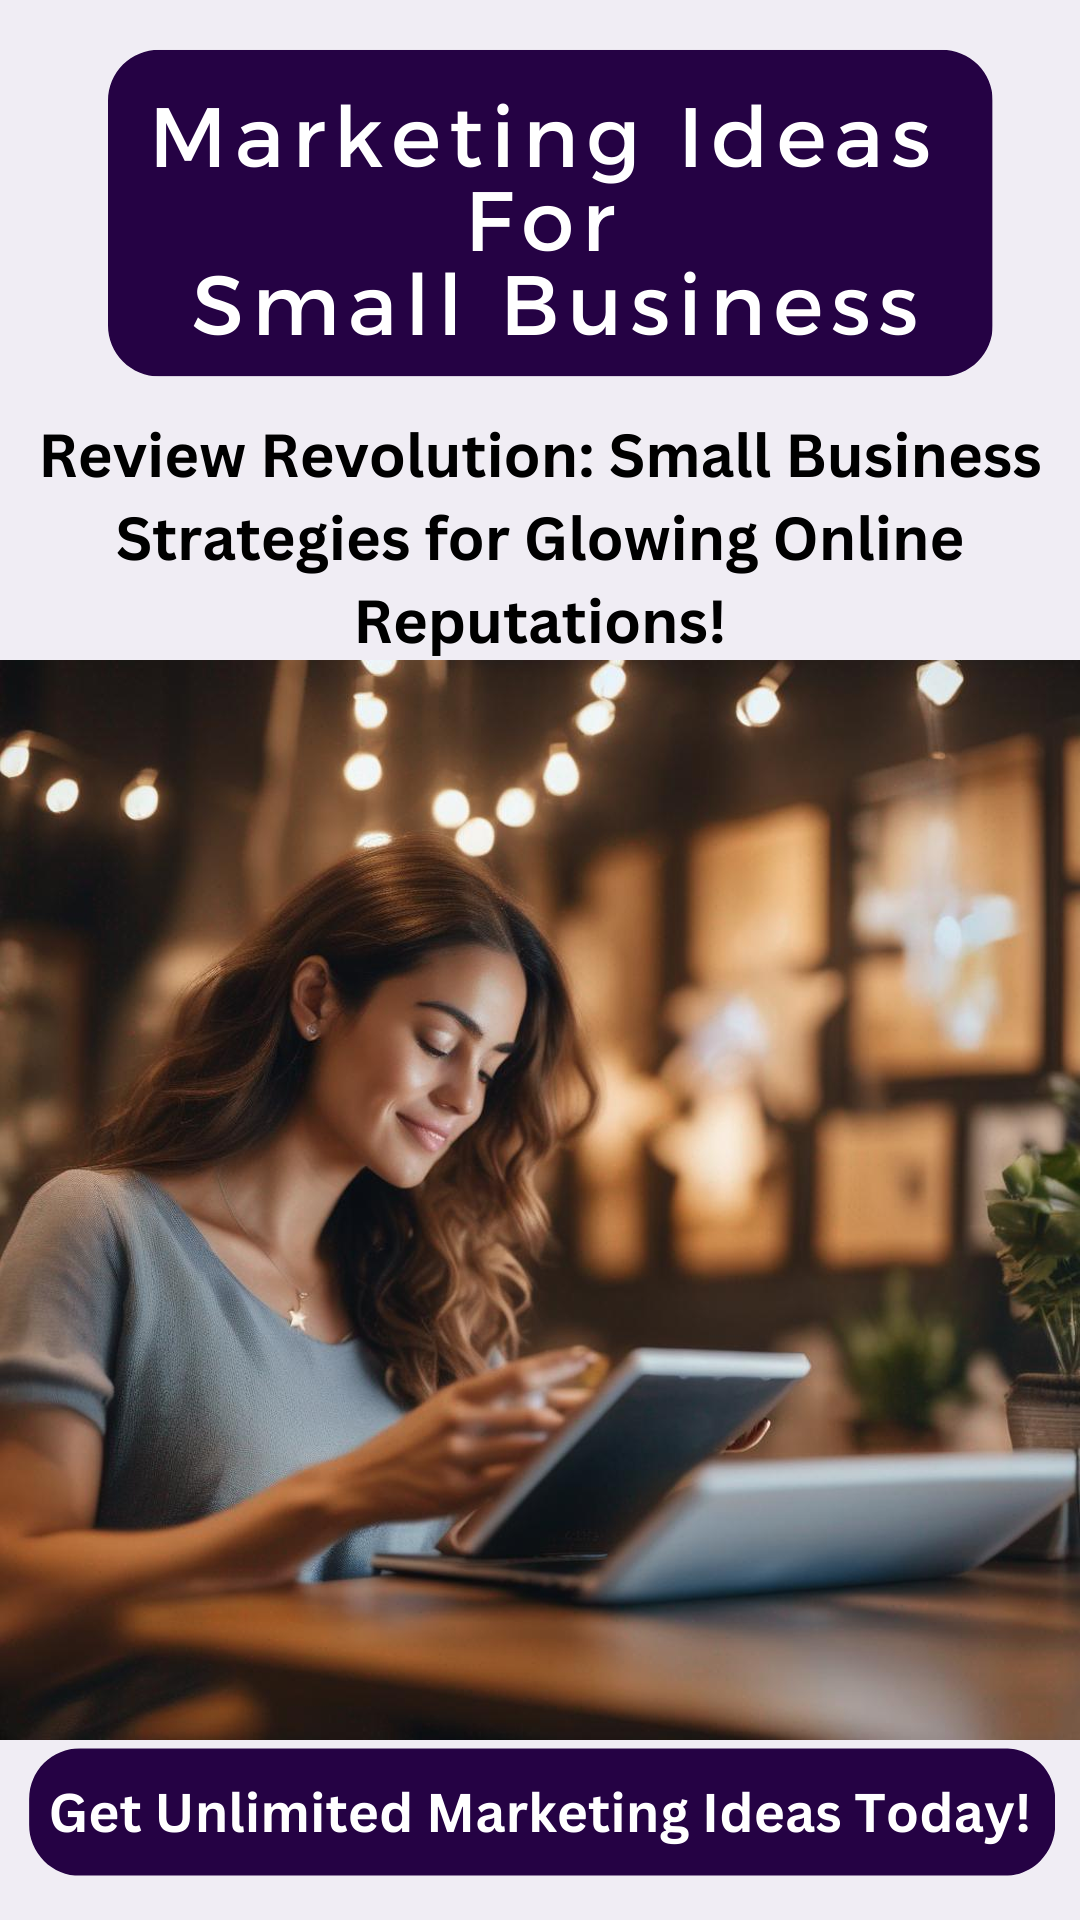 Marketing Ideas
For
Small Business
Review Revolution: Small Business
Strategies for Glowing Online
Reputations!
Get Unlimited Marketing Ideas Today!